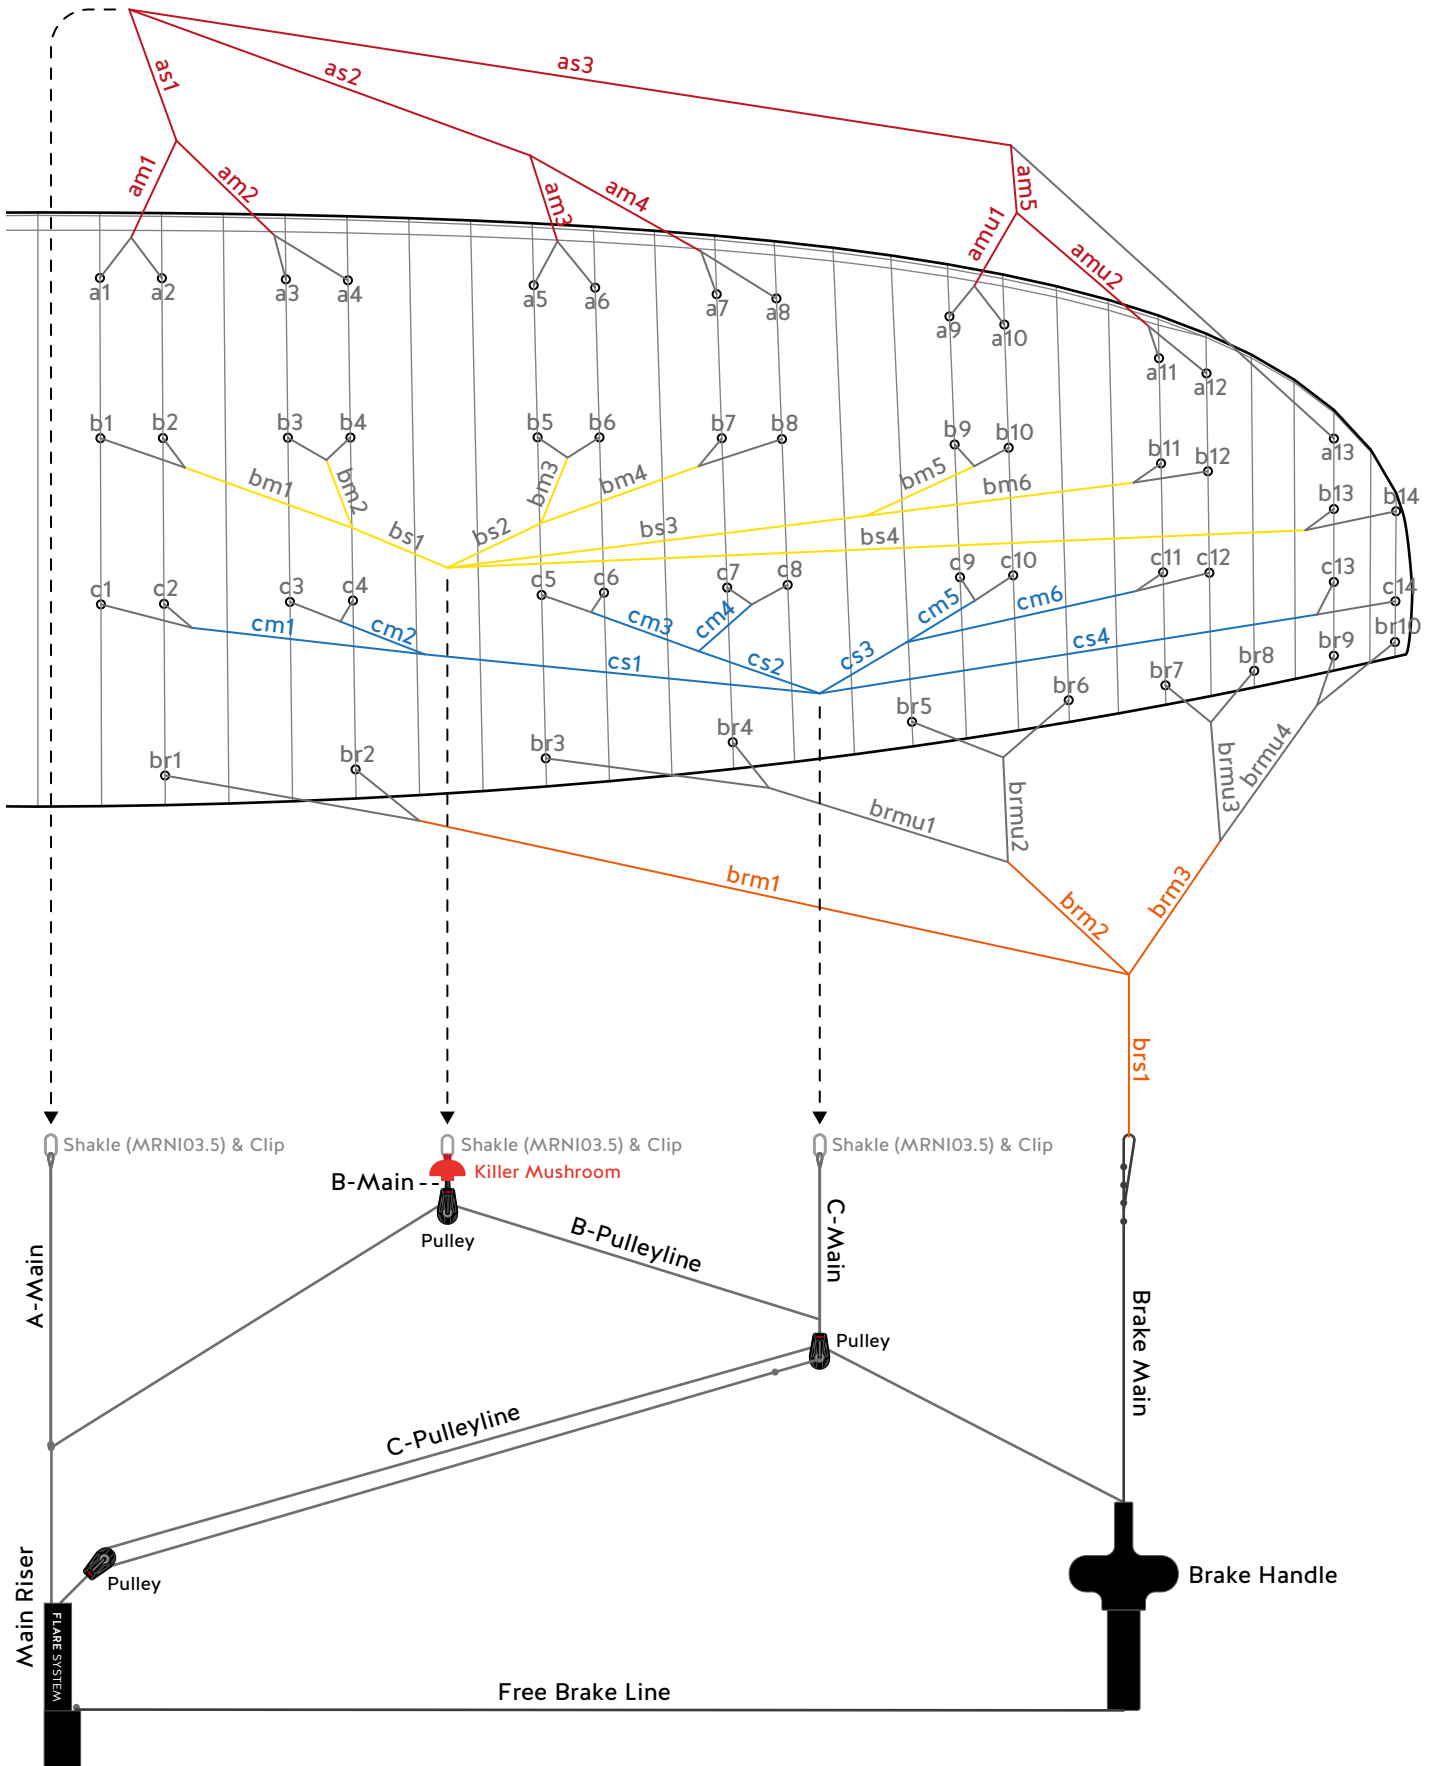 as1
as2
as3
am1
am2
am3
am4
am5
amu1
amu2
a1
a2
a3
a4
a5
a6
a7
a8
a9
a10
a11
a12
a13
b1
b2
b3
b4
b5
b6
b7
b8
b9
b10
b11
b12
b13
b14
bm1
bm2
bm3
bm4
bm5
bm6
bs1
bs2
bs3
bs4
c1
c2
c3
c4
c5
c6
c7
c8
c9
c10
c11
c12
c13
c14
cm1
cm2
cm3
cm4
cm5
cm6
cs1
cs2
cs3
cs4
br1
br2
br3
br4
br5
br6
br7
br8
br9
br10
brmu1
brmu2
brmu3
brmu4
brm1
brm2
brm3
brs1
Shakle (MRNI03.5) & Clip
Shakle (MRNI03.5) & Clip
Shakle (MRNI03.5) & Clip
Killer Mushroom
B-Main
Pulley
B-Pulleyline
C-Main
A-Main
Brake Main
Pulley
C-Pulleyline
Pulley
Main Riser
FLARE SYSTEM
Brake Handle
Free Brake Line